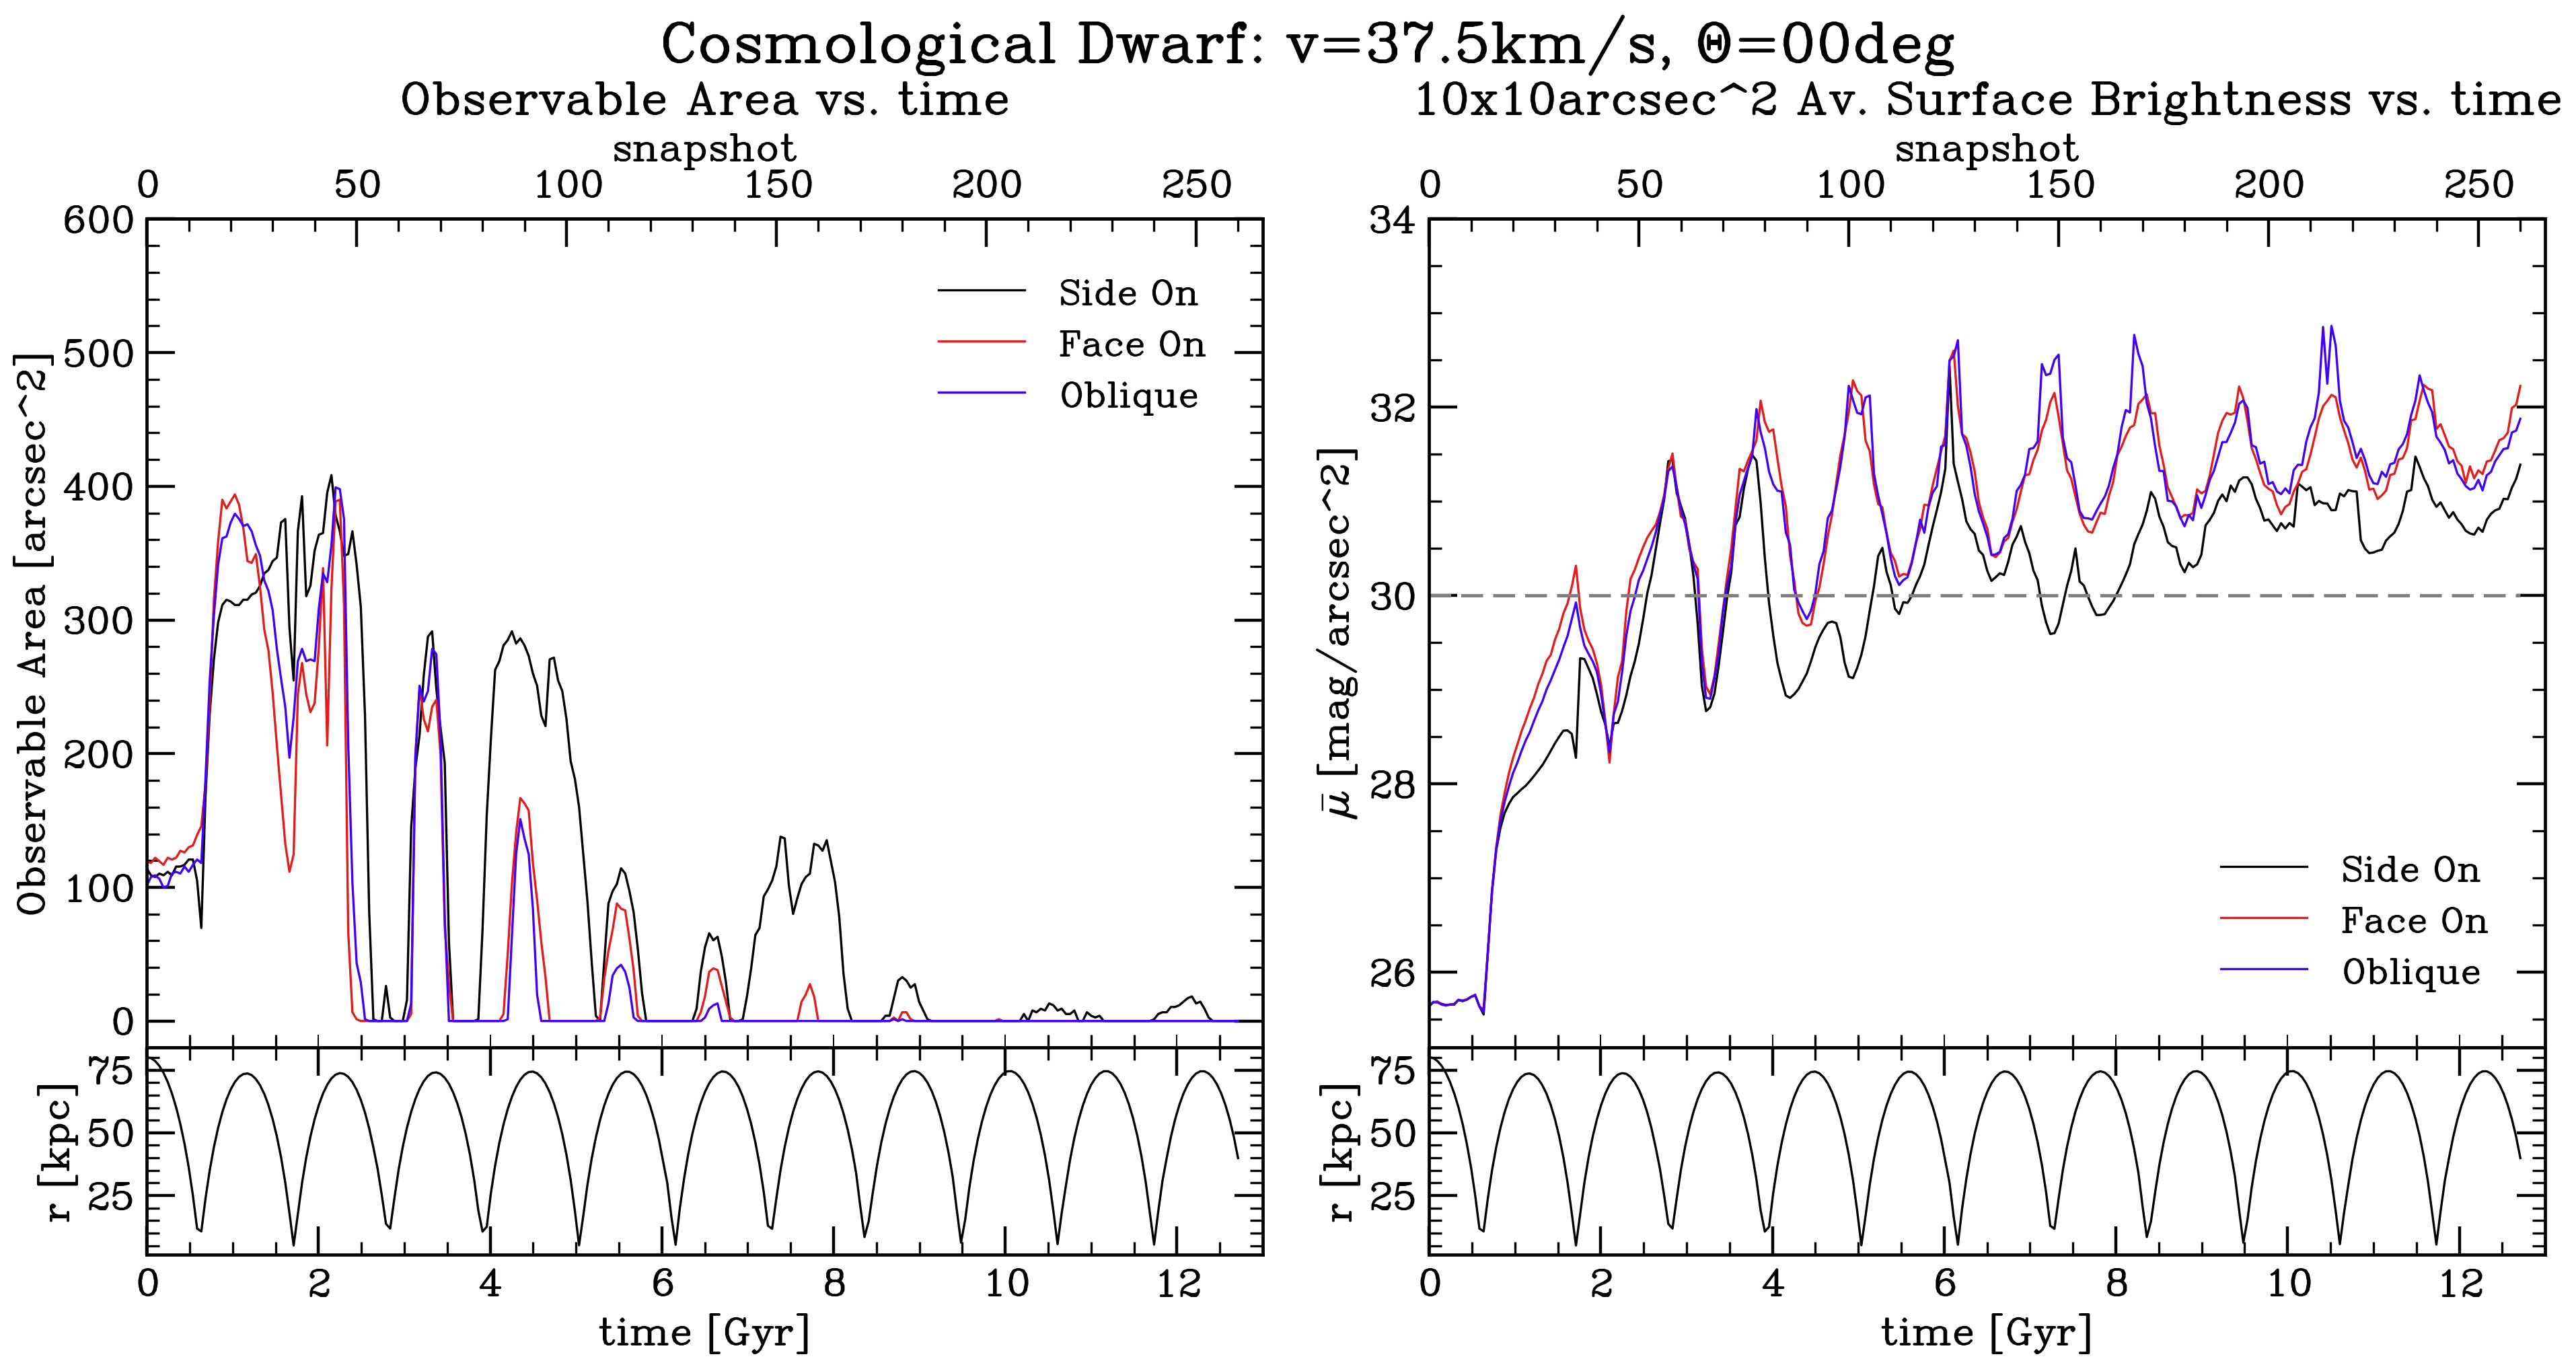 Cosmological Dwarf: v=37.5km/s, Θ=00deg
Observable Area vs. time
snapshot
0 50 100 150 200 250
600
500
400
300
200
100
0
Observable Area [arcsec^2]
Side On
Face On
Oblique
75
50
25
r [kpc]
0 2 4 6 8 10 12
time [Gyr]
10x10arcsec^2 Av. Surface Brightness vs. time
snapshot
0 50 100 150 200 250
34
32
30
28
26
μ̄ [mag/arcsec^2]
Side On
Face On
Oblique
75
50
25
r [kpc]
0 2 4 6 8 10 12
time [Gyr]